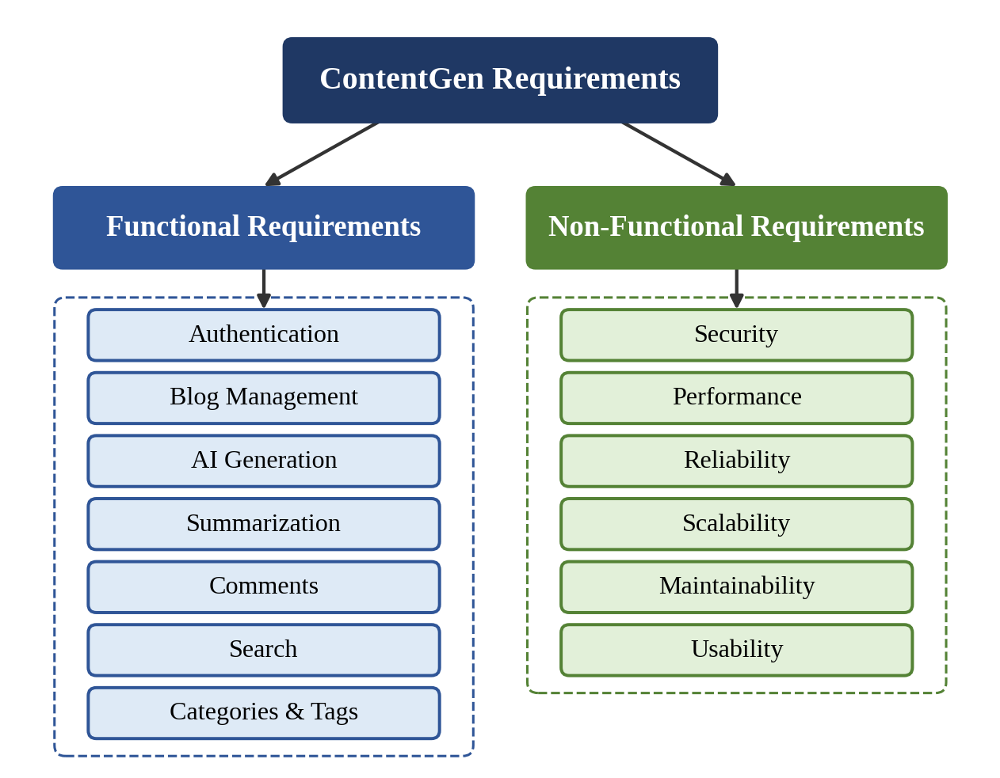 ContentGen Requirements
Functional Requirements
Non-Functional Requirements
Authentication
Blog Management
AI Generation
Summarization
Comments
Search
Categories & Tags
Security
Performance
Reliability
Scalability
Maintainability
Usability